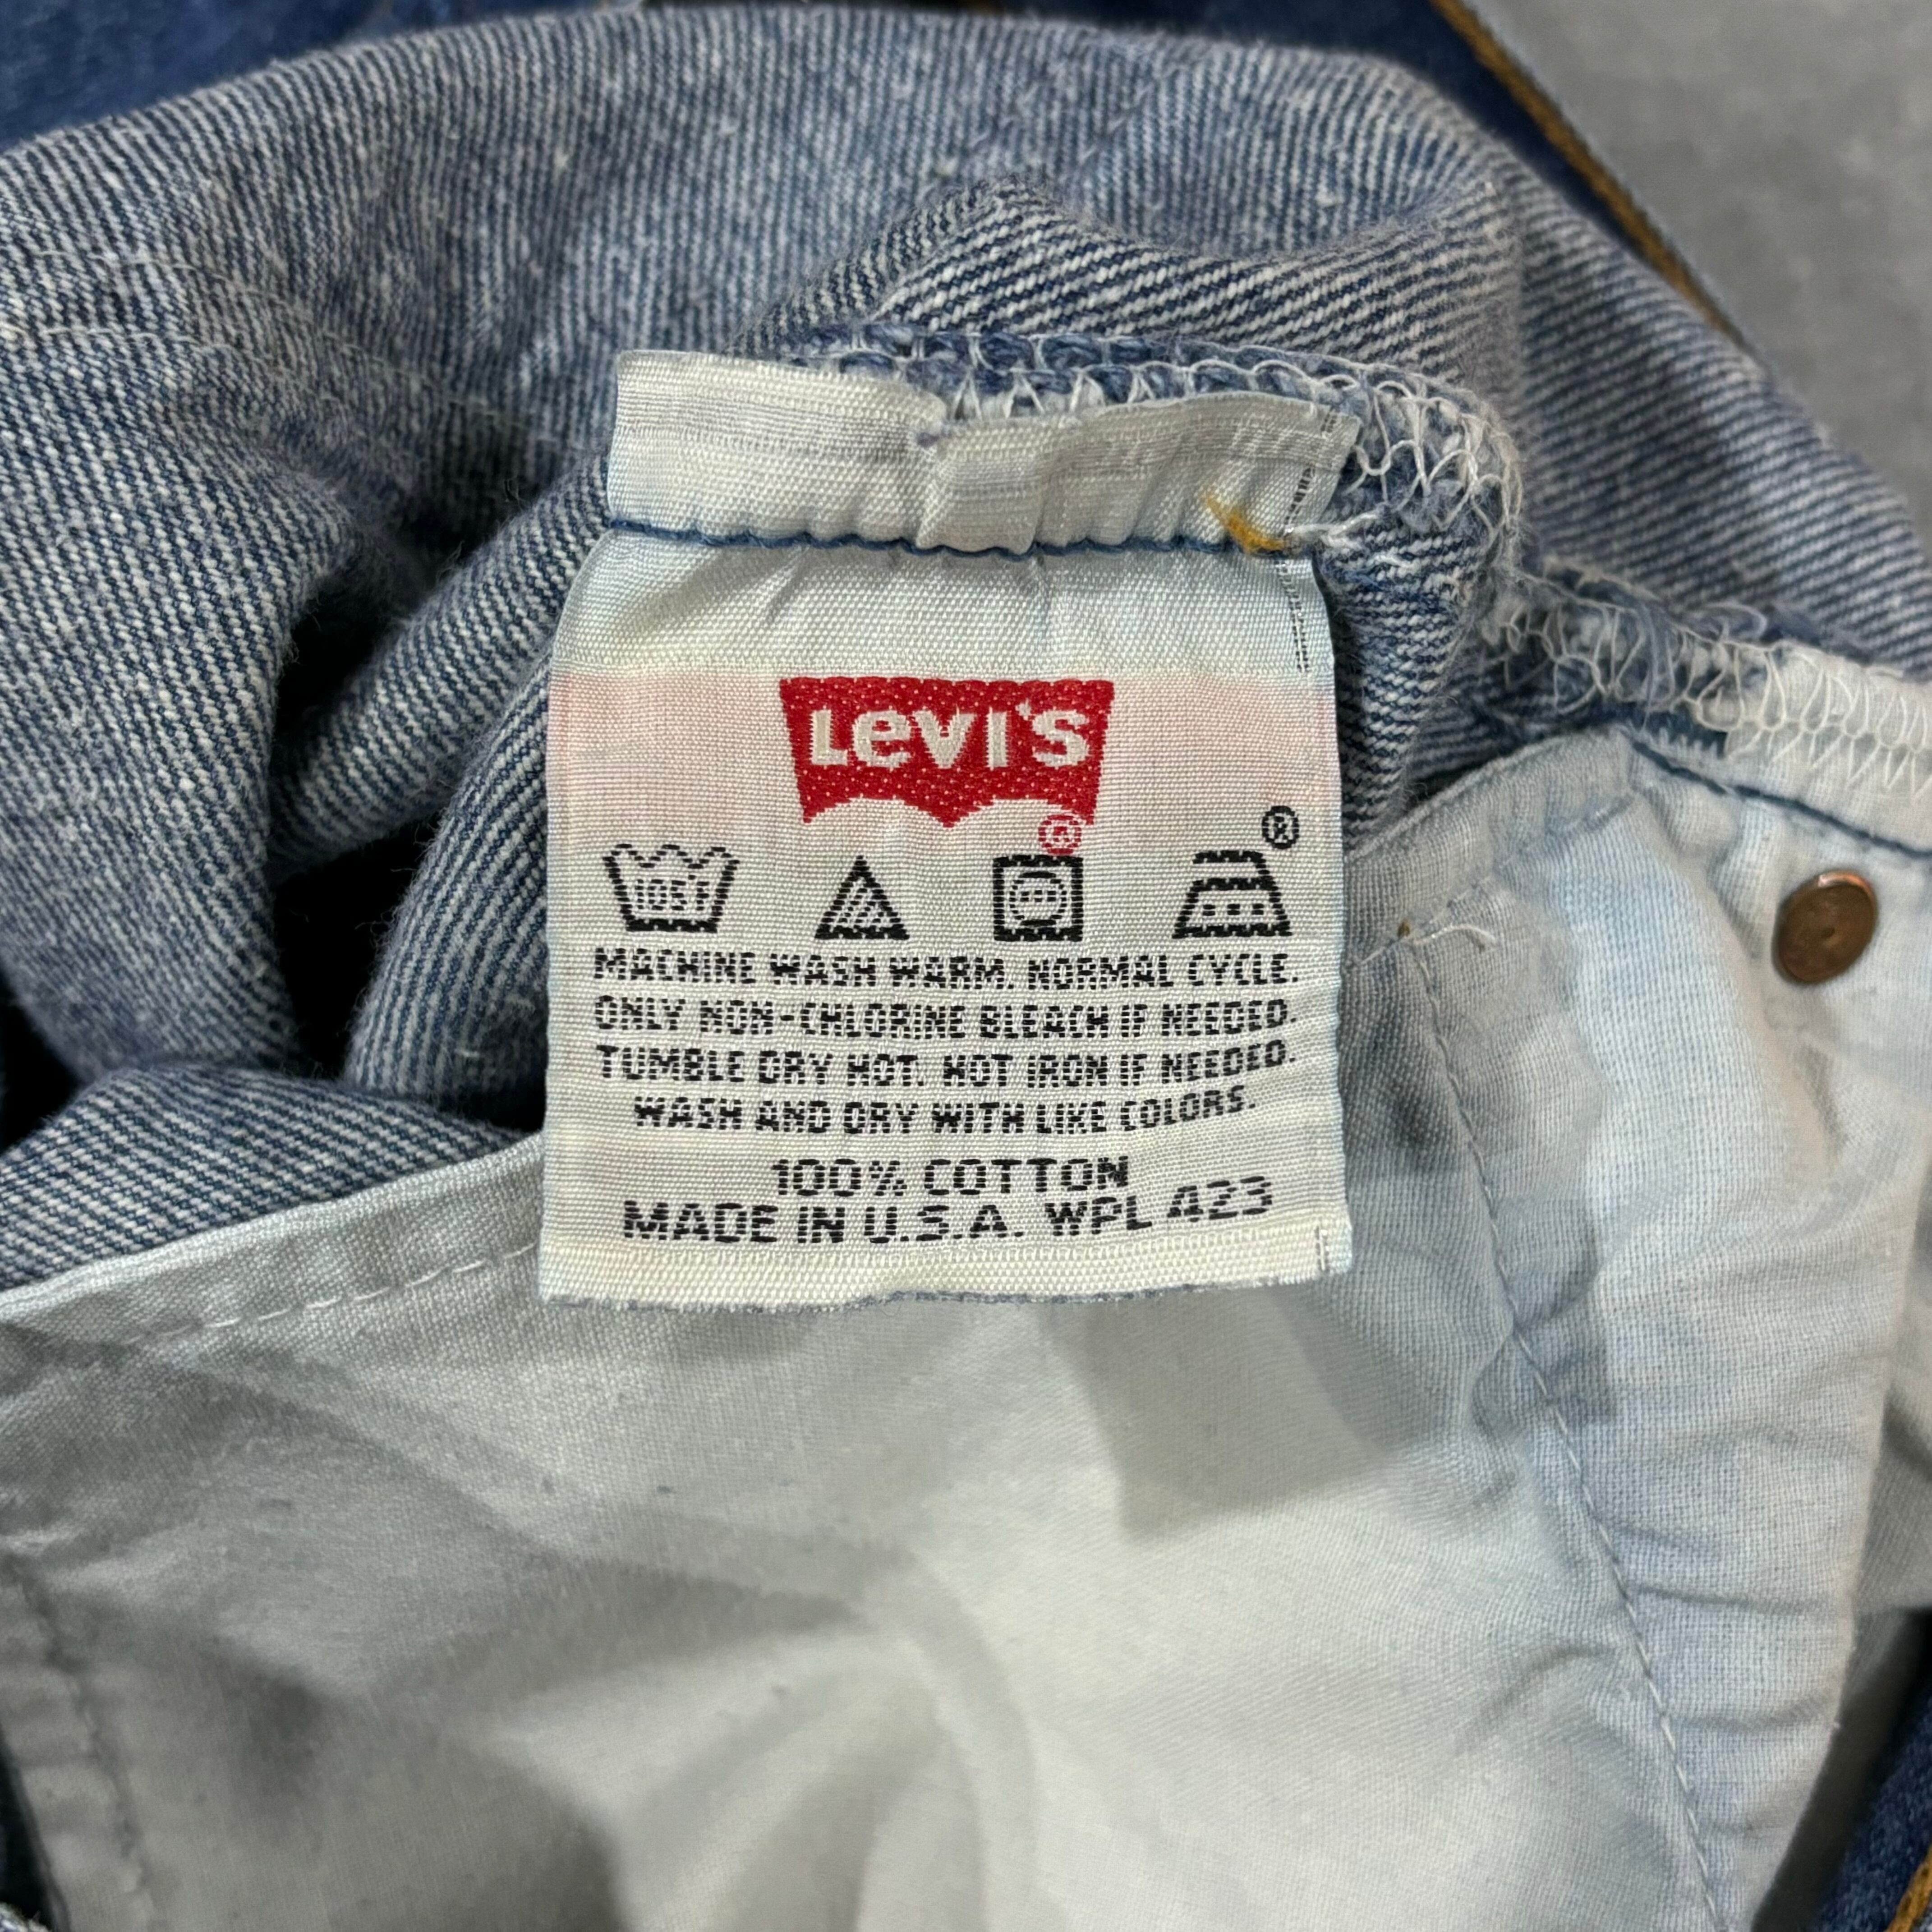 LEVI'S
®
®
105F
MACHINE WASH WARM. NORMAL CYCLE.
ONLY NON-CHLORINE BLEACH IF NEEDED.
TUMBLE DRY HOT. HOT IRON IF NEEDED.
WASH AND DRY WITH LIKE COLORS.
100% COTTON
MADE IN U.S.A. WPL 423